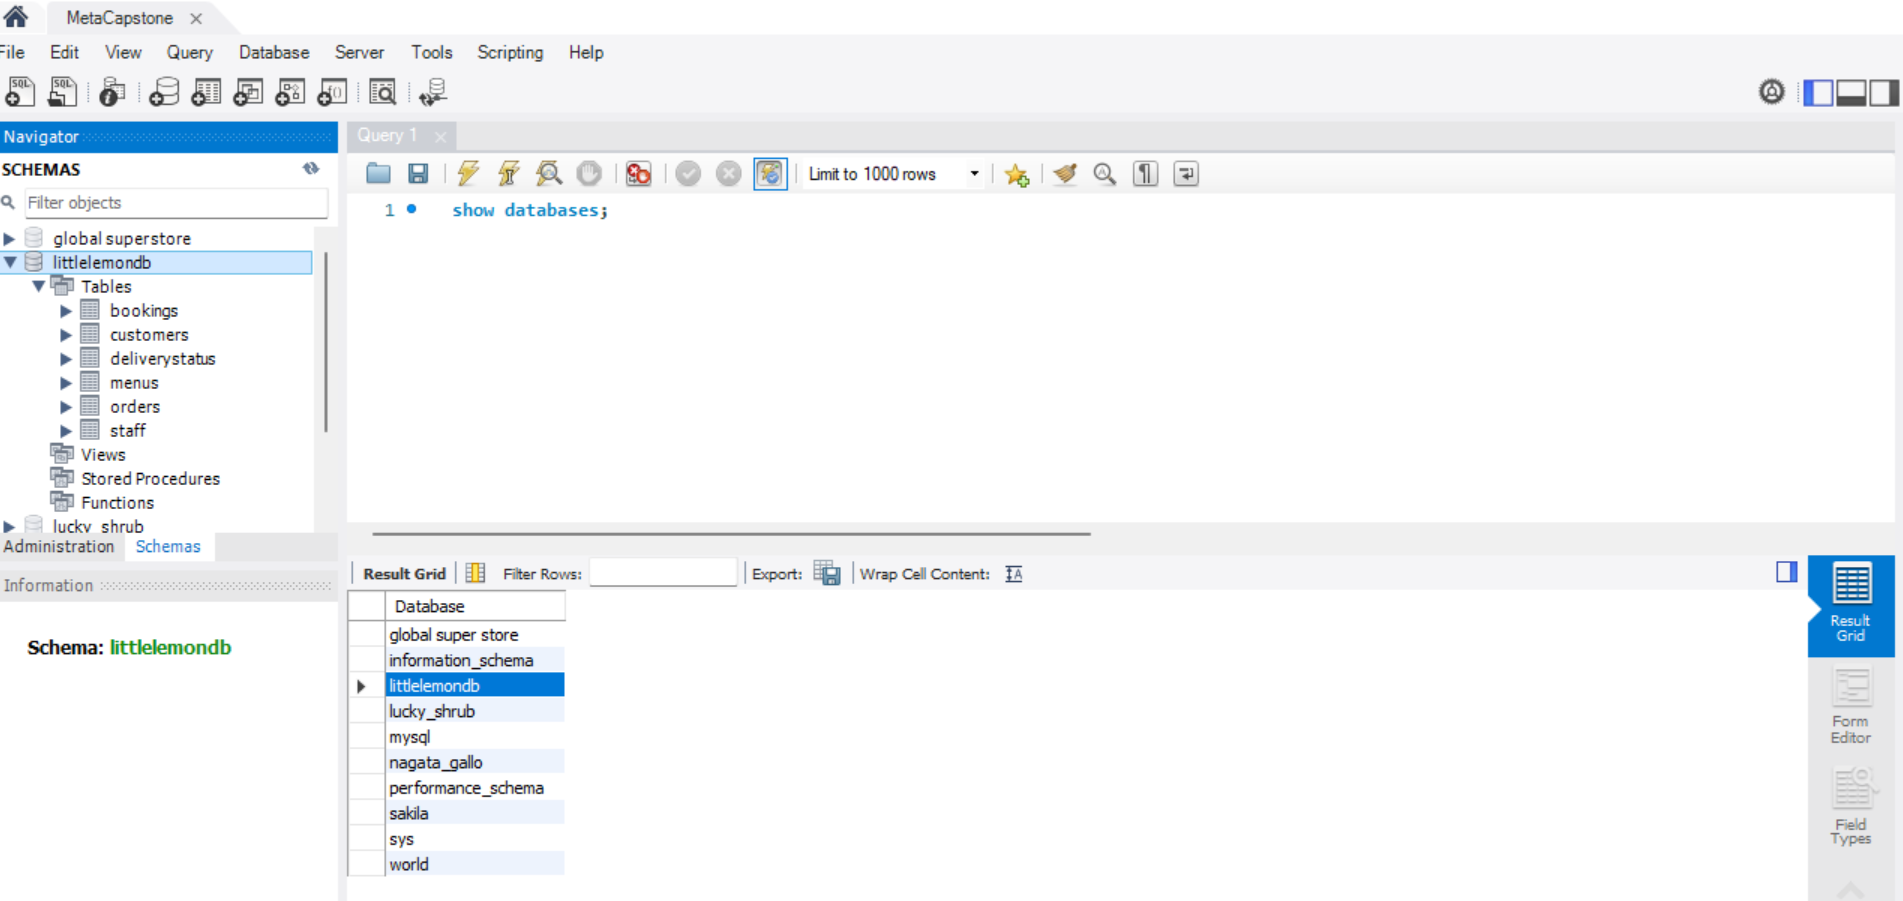 MetaCapstone
File Edit View Query Database Server Tools Scripting Help
Navigator
SCHEMAS
Filter objects
global superstore
littlelemondb
Tables
bookings
customers
deliverystatus
menus
orders
staff
Views
Stored Procedures
Functions
lucky_shrub
Administration Schemas
Information
Schema: littlelemondb
Query 1
Limit to 1000 rows
1 show databases;
Result Grid Filter Rows: Export: Wrap Cell Content:
Database
global super store
information_schema
littlelemondb
lucky_shrub
mysql
nagata_gallo
performance_schema
sakila
sys
world
Result
Grid
Form
Editor
Field
Types